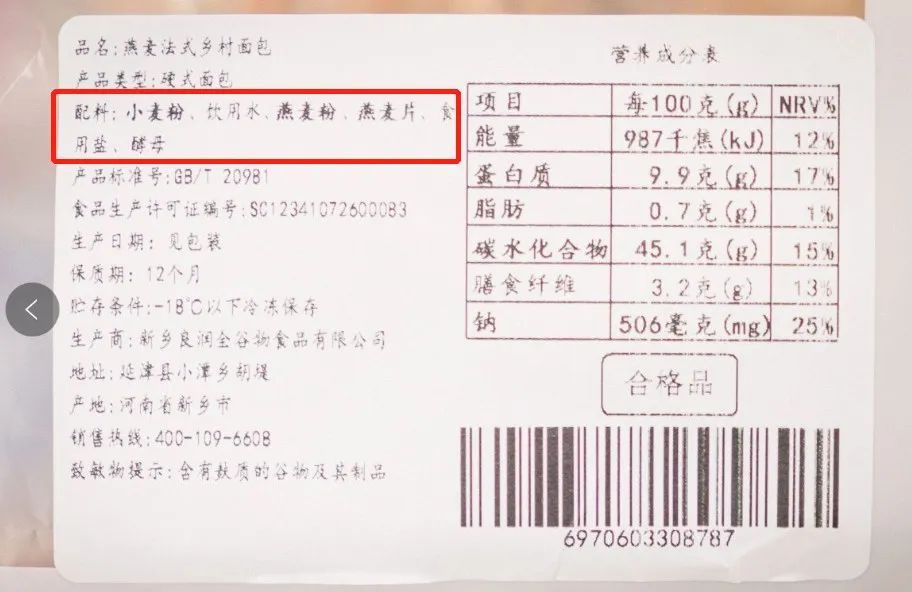 品名:燕麦法式乡村面包
产品类型:硬式面包
配料: 小麦粉、饮用水、燕麦粉、燕麦片、食
用盐、酵母
产品标准号:GB/T 20981
食品生产许可证编号:SC12341072600083
生产日期: 见包装
保质期: 12个月
贮存条件:-18℃以下冷冻保存
生产商:新乡良润全谷物食品有限公司
地址: 延津县小潭乡胡堤
产地:河南省新乡市
销售热线:400-109-6608
致敏物提示:含有麸质的谷物及其制品
营养成分表
项目 每100克(g) NRV%
能量 987千焦(kJ) 12%
蛋白质 9.9克(g) 17%
脂肪 0.7克(g) 1%
碳水化合物 45.1克(g) 15%
膳食纤维 3.2克(g) 13%
钠 506毫克(mg) 25%
合格品
6970603308787